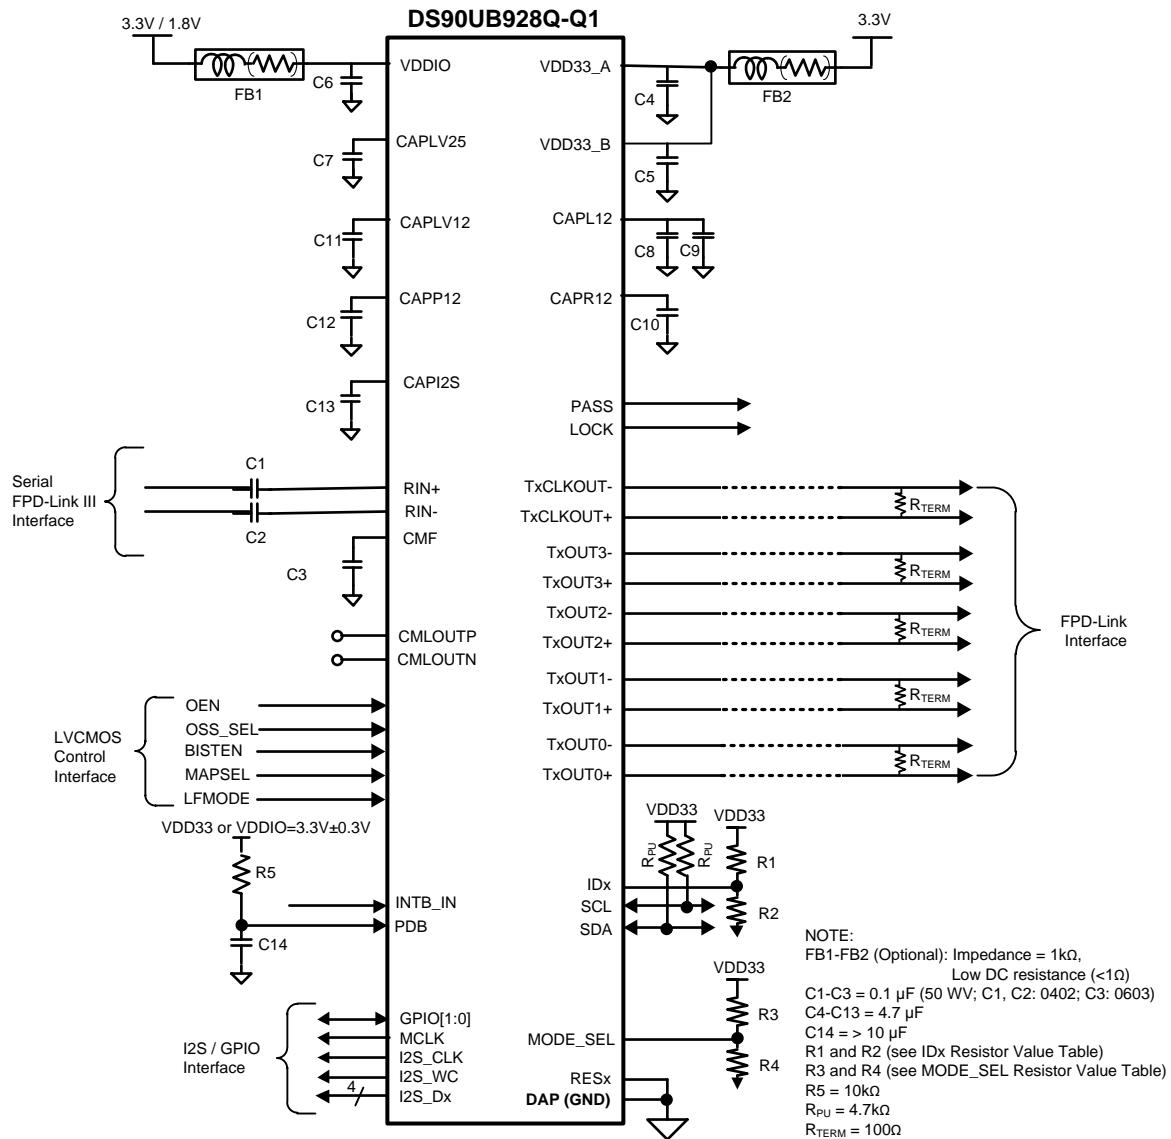 DS90UB928Q-Q1
3.3V / 1.8V
3.3V
FB1
C6
VDDIO
VDD33_A
C4
FB2
C7
CAPLV25
VDD33_B
C5
C11
CAPLV12
CAPL12
C8
C9
C12
CAPP12
CAPR12
C10
C13
CAPI2S
PASS
LOCK
Serial
FPD-Link III
Interface
C1
C2
RIN+
RIN-
CMF
C3
CMLOUTP
CMLOUTN
TxCLKOUT-
TxCLKOUT+
RTERM
TxOUT3-
TxOUT3+
RTERM
TxOUT2-
TxOUT2+
RTERM
TxOUT1-
TxOUT1+
RTERM
TxOUT0-
TxOUT0+
RTERM
FPD-Link
Interface
LVCMOS
Control
Interface
OEN
OSS_SEL
BISTEN
MAPSEL
LFMODE
VDD33 or VDDIO=3.3V±0.3V
R5
C14
INTB_IN
PDB
VDD33
RPU
RPU
VDD33
R1
R2
IDx
SCL
SDA
VDD33
R3
R4
MODE_SEL
I2S / GPIO
Interface
GPIO[1:0]
MCLK
I2S_CLK
I2S_WC
I2S_Dx
4
RESx
DAP (GND)
NOTE:
FB1-FB2 (Optional): Impedance = 1kΩ,
Low DC resistance (<1Ω)
C1-C3 = 0.1 µF (50 WV; C1, C2: 0402; C3: 0603)
C4-C13 = 4.7 µF
C14 = > 10 µF
R1 and R2 (see IDx Resistor Value Table)
R3 and R4 (see MODE_SEL Resistor Value Table)
R5 = 10kΩ
RPU = 4.7kΩ
RTERM = 100Ω